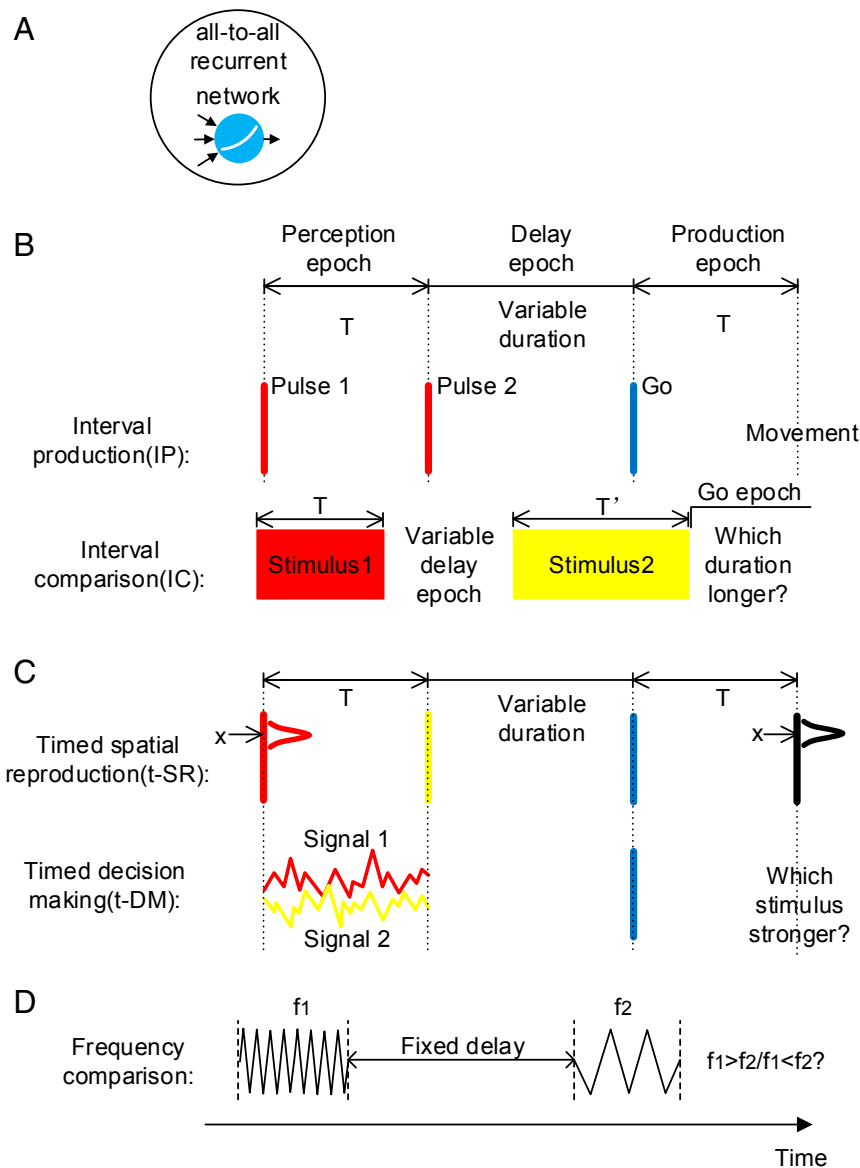 A
all-to-all
recurrent
network
B
Perception
epoch
Delay
epoch
Production
epoch
T
Variable
duration
T
Pulse 1
Pulse 2
Go
Interval
production(IP):
Movement
Go epoch
T
T'
Interval
comparison(IC):
Stimulus1
Variable
delay
epoch
Stimulus2
Which
duration
longer?
C
T
Variable
duration
T
Timed spatial
reproduction(t-SR):
x
x
Signal 1
Timed decision
making(t-DM):
Signal 2
Which
stimulus
stronger?
D
f1
f2
Frequency
comparison:
Fixed delay
f1>f2/f1<f2?
Time